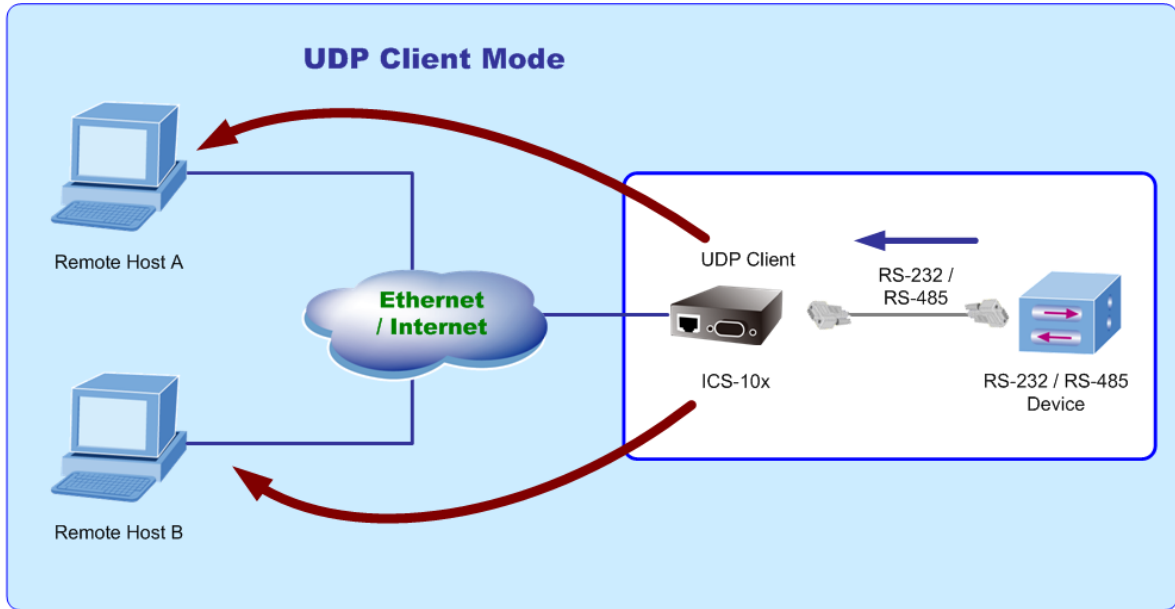 UDP Client Mode
Remote Host A
Ethernet
/ Internet
UDP Client
RS-232 /
RS-485
ICS-10x
RS-232 / RS-485
Device
Remote Host B